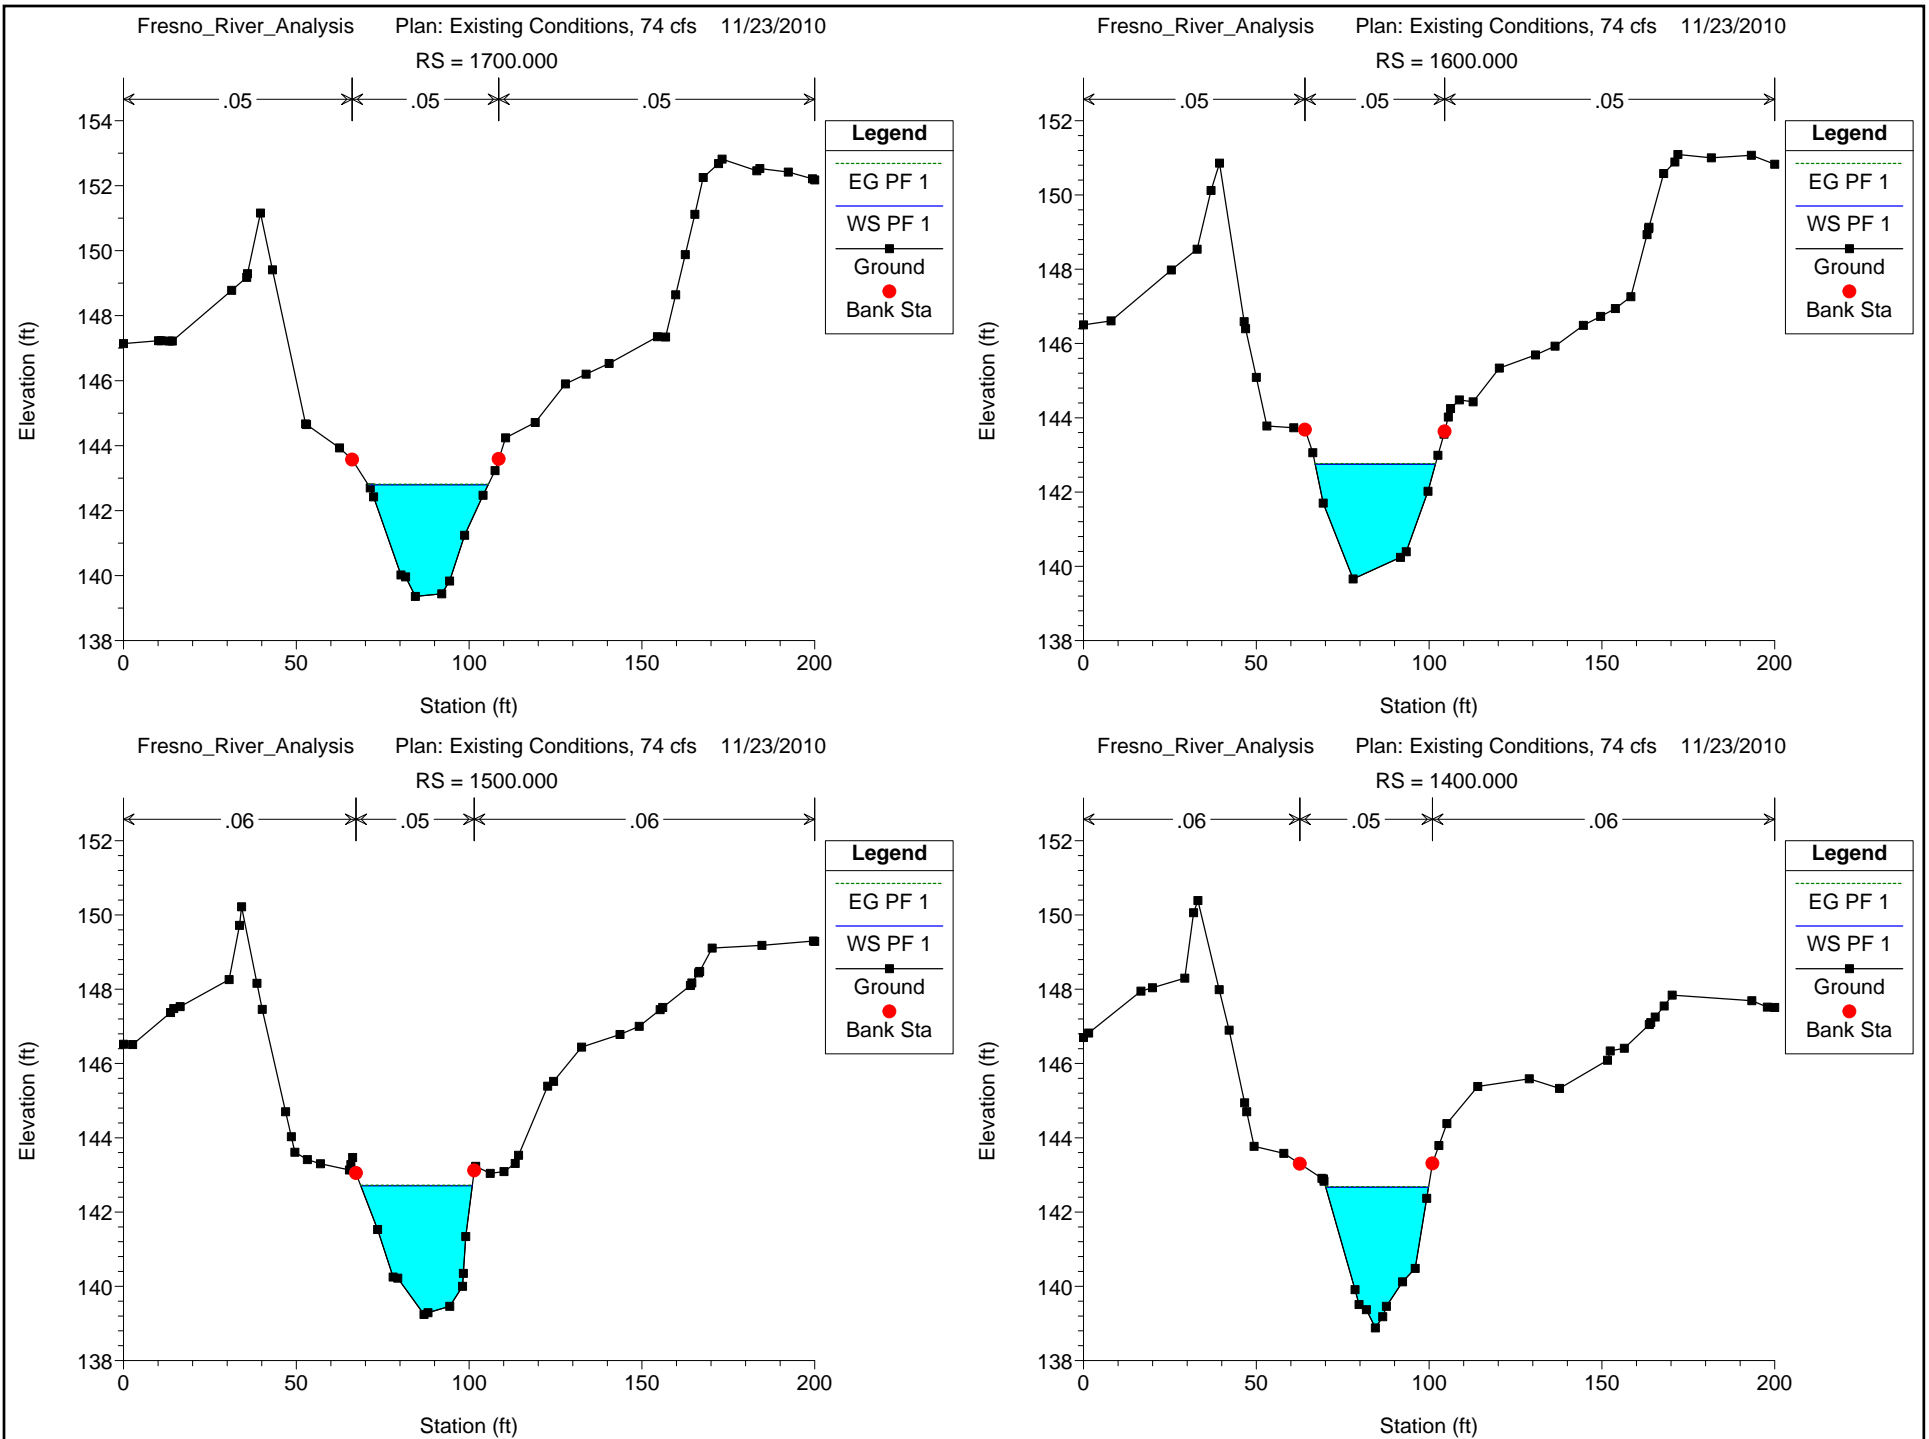 Fresno_River_Analysis Plan: Existing Conditions, 74 cfs 11/23/2010
RS = 1700.000
.05 .05 .05
154
152
150
148
146
144
142
140
138
0 50 100 150 200
Elevation (ft)
Station (ft)
Legend
EG PF 1
WS PF 1
Ground
Bank Sta
Fresno_River_Analysis Plan: Existing Conditions, 74 cfs 11/23/2010
RS = 1600.000
.05 .05 .05
152
150
148
146
144
142
140
138
0 50 100 150 200
Elevation (ft)
Station (ft)
Legend
EG PF 1
WS PF 1
Ground
Bank Sta
Fresno_River_Analysis Plan: Existing Conditions, 74 cfs 11/23/2010
RS = 1500.000
.06 .05 .06
152
150
148
146
144
142
140
138
0 50 100 150 200
Elevation (ft)
Station (ft)
Legend
EG PF 1
WS PF 1
Ground
Bank Sta
Fresno_River_Analysis Plan: Existing Conditions, 74 cfs 11/23/2010
RS = 1400.000
.06 .05 .06
152
150
148
146
144
142
140
138
0 50 100 150 200
Elevation (ft)
Station (ft)
Legend
EG PF 1
WS PF 1
Ground
Bank Sta